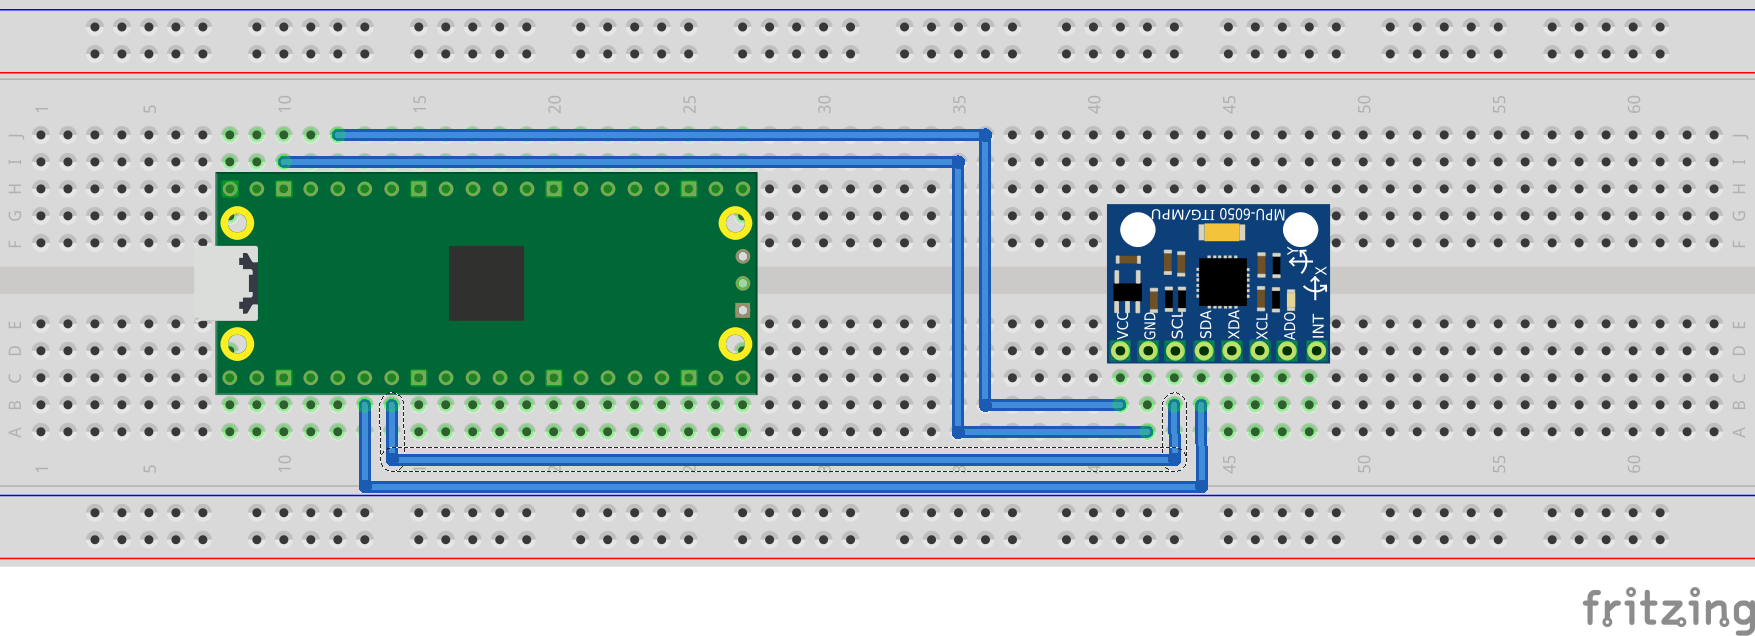 1 5 10 15 20 25 30 35 40 45 50 55 60
J J
I I
H H
G G
F F
MPU-6050 ITG/MPU
Y
X
E E
D D
C C
B B
A A
VCC GND SCL SDA XDA XCL ADO INT
1 5 10 45 50 55 60
fritzing